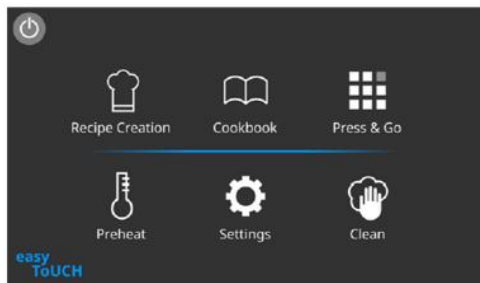 Recipe Creation
Cookbook
Press & Go
Preheat
Settings
Clean
easy
ToUCH